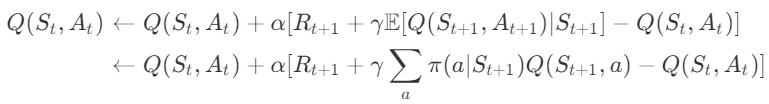 Q(S_t, A_t) ← Q(S_t, A_t) + α[R_{t+1} + γ𝔼[Q(S_{t+1}, A_{t+1})|S_{t+1}] − Q(S_t, A_t)]
← Q(S_t, A_t) + α[R_{t+1} + γ ∑_a π(a|S_{t+1})Q(S_{t+1}, a) − Q(S_t, A_t)]